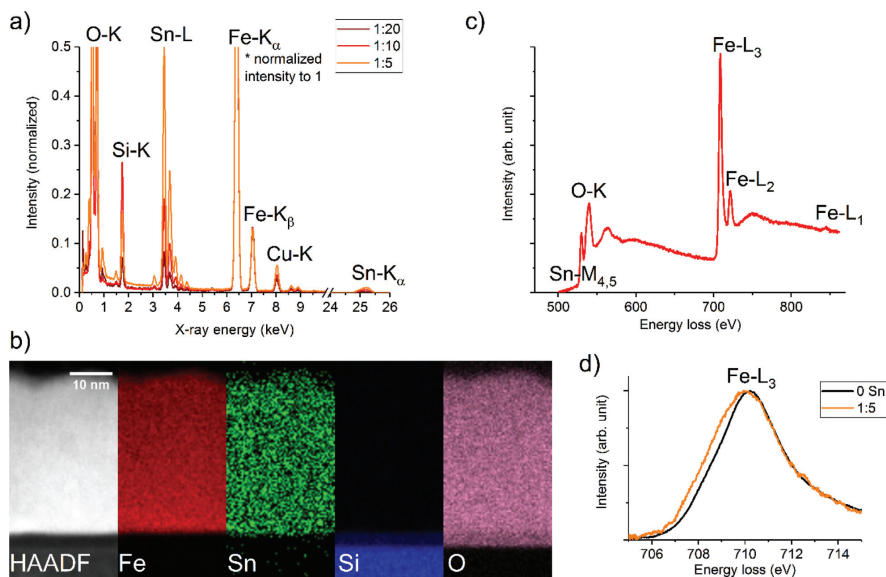 a)
O-K
Sn-L
Fe-Kα
* normalized
intensity to 1
1:20
1:10
1:5
Si-K
Fe-Kβ
Cu-K
Sn-Kα
0.5
0.4
0.3
0.2
0.1
0.0
Intensity (normalized)
0 1 2 3 4 5 6 7 8 9 24 25 26
X-ray energy (keV)
b)
10 nm
HAADF
Fe
Sn
Si
O
c)
Fe-L3
O-K
Fe-L2
Fe-L1
Sn-M4,5
Intensity (arb. unit)
500 600 700 800
Energy loss (eV)
d)
Fe-L3
0 Sn
1:5
Intensity (arb. unit)
706 708 710 712 714
Energy loss (eV)